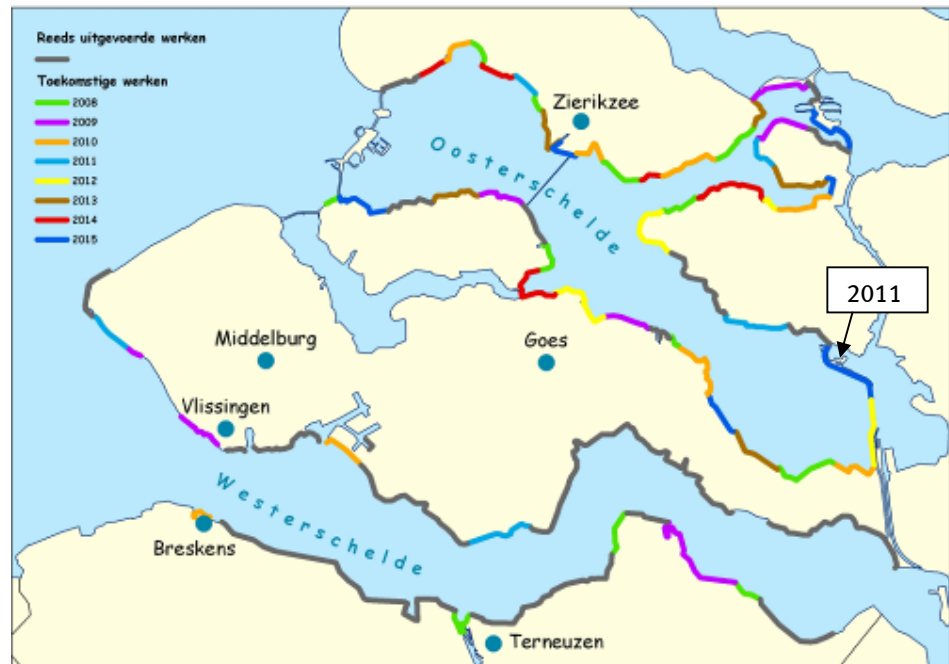 Reeds uitgevoerde werken
Toekomstige werken
2008
2009
2010
2011
2012
2013
2014
2015
Zierikzee
Oosterschelde
2011
Middelburg
Goes
Vlissingen
Westerschelde
Breskens
Terneuzen